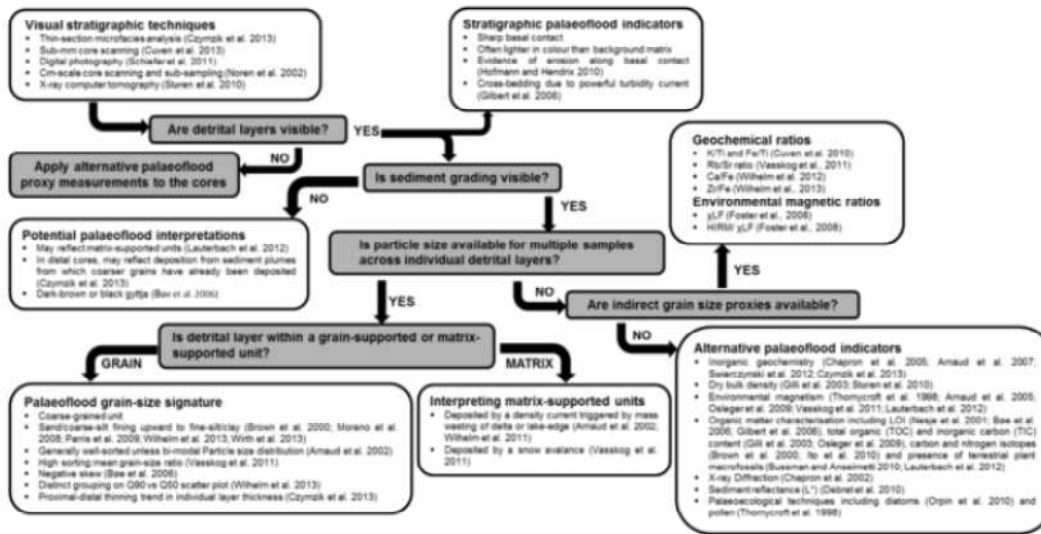 Visual stratigraphic techniques
Thin-section microfacies analysis (Czymzik et al. 2013)
Sub-mm core scanning (Cuven et al. 2013)
Digital photography (Schiefer et al. 2011)
Cm-scale core scanning and sub-sampling (Noren et al. 2002)
X-ray computer tomography (Støren et al. 2010)
Stratigraphic palaeoflood indicators
Sharp basal contact
Often lighter in colour than background matrix
Evidence of erosion along basal contact
(Hofmann and Hendrix 2010)
Cross-bedding due to powerful turbidity current
(Gilbert et al. 2006)
Are detrital layers visible?
YES
NO
Apply alternative palaeoflood
proxy measurements to the cores
Is sediment grading visible?
NO
YES
Geochemical ratios
K/Ti and Fe/Ti (Cuven et al. 2010)
Rb/Sr ratio (Vasskog et al., 2011)
Ca/Fe (Wilhelm et al. 2012)
Zr/Fe (Wilhelm et al., 2013)
Environmental magnetic ratios
χLF (Foster et al., 2008)
HIRM/ χLF (Foster et al., 2008)
Potential palaeoflood interpretations
May reflect matrix-supported units (Lauterbach et al. 2012)
In distal cores, may reflect deposition from sediment plumes
from which coarser grains have already been deposited
(Czymzik et al. 2013)
Dark-brown or black gyttja (Bøe et al. 2006)
Is particle size available for multiple samples
across individual detrital layers?
YES
NO
YES
Are indirect grain size proxies available?
NO
Is detrital layer within a grain-supported or matrix-
supported unit?
GRAIN
MATRIX
Palaeoflood grain-size signature
Coarse-grained unit
Sand/coarse-silt fining upward to fine-silt/clay (Brown et al. 2000; Moreno et al.
2008; Parris et al. 2009; Wilhelm et al. 2013; Wirth et al. 2013)
Generally well-sorted unless bi-modal Particle size distribution (Arnaud et al. 2002)
High sorting:mean grain-size ratio (Vasskog et al. 2011)
Negative skew (Bøe et al. 2006)
Distinct grouping on Q90 vs Q50 scatter plot (Wilhelm et al. 2013)
Proximal-distal thinning trend in individual layer thickness (Czymzik et al. 2013)
Interpreting matrix-supported units
Deposited by a density current triggered by mass
wasting of delta or lake-edge (Arnaud et al. 2002;
Wilhelm et al. 2011)
Deposited by a snow avalance (Vasskog et al.
2011)
Alternative palaeoflood indicators
Inorganic geochemistry (Chapron et al. 2005; Arnaud et al. 2007;
Swierczynski et al. 2012; Czymzik et al. 2013)
Dry bulk density (Gilli et al. 2003; Støren et al. 2010)
Environmental magnetism (Thorndycroft et al. 1998; Arnaud et al. 2005;
Osleger et al. 2009; Vasskog et al. 2011; Lauterbach et al. 2012)
Organic matter characterisation including LOI (Nesje et al. 2001; Bøe et al.
2006; Gilbert et al. 2006), total organic (TOC) and inorganic carbon (TIC)
content (Gilli et al. 2003; Osleger et al. 2009), carbon and nitrogen isotopes
(Brown et al. 2000; Ito et al. 2010) and presence of terrestrial plant
macrofossils (Bussman and Anselmetti 2010; Lauterbach et al. 2012)
X-ray Diffraction (Chapron et al. 2002)
Sediment reflectance (L*) (Debret et al. 2010)
Palaeoecological techniques including diatoms (Orpin et al. 2010) and
pollen (Thorndycroft et al. 1998)